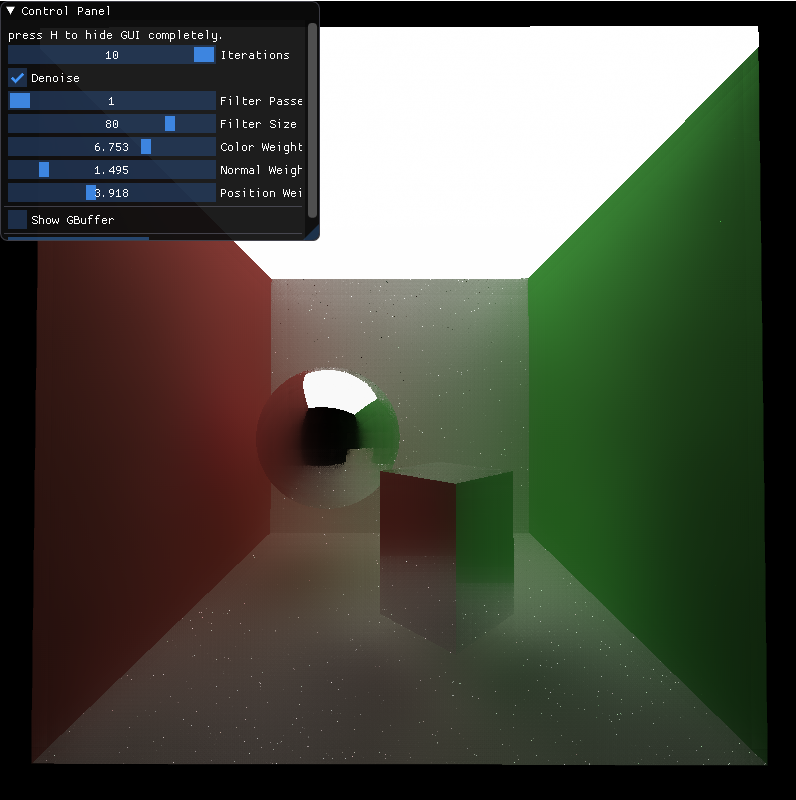 Control Panel
press H to hide GUI completely.
10 Iterations
Denoise
1 Filter Passe
80 Filter Size
6.753 Color Weight
1.495 Normal Weigh
3.918 Position Wei
Show GBuffer